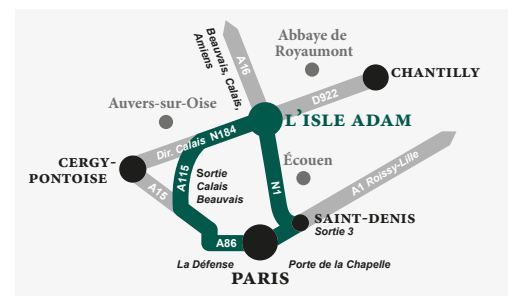 Abbaye de
Royaumont
Beauvais, Calais,
Amiens
A16
CHANTILLY
D922
Auvers-sur-Oise
L'ISLE ADAM
Dir. Calais N184
CERGY-
PONTOISE
Écouen
A115
Sortie
Calais
Beauvais
N1
A1 Roissy-Lille
A15
SAINT-DENIS
Sortie 3
A86
La Défense
Porte de la Chapelle
PARIS